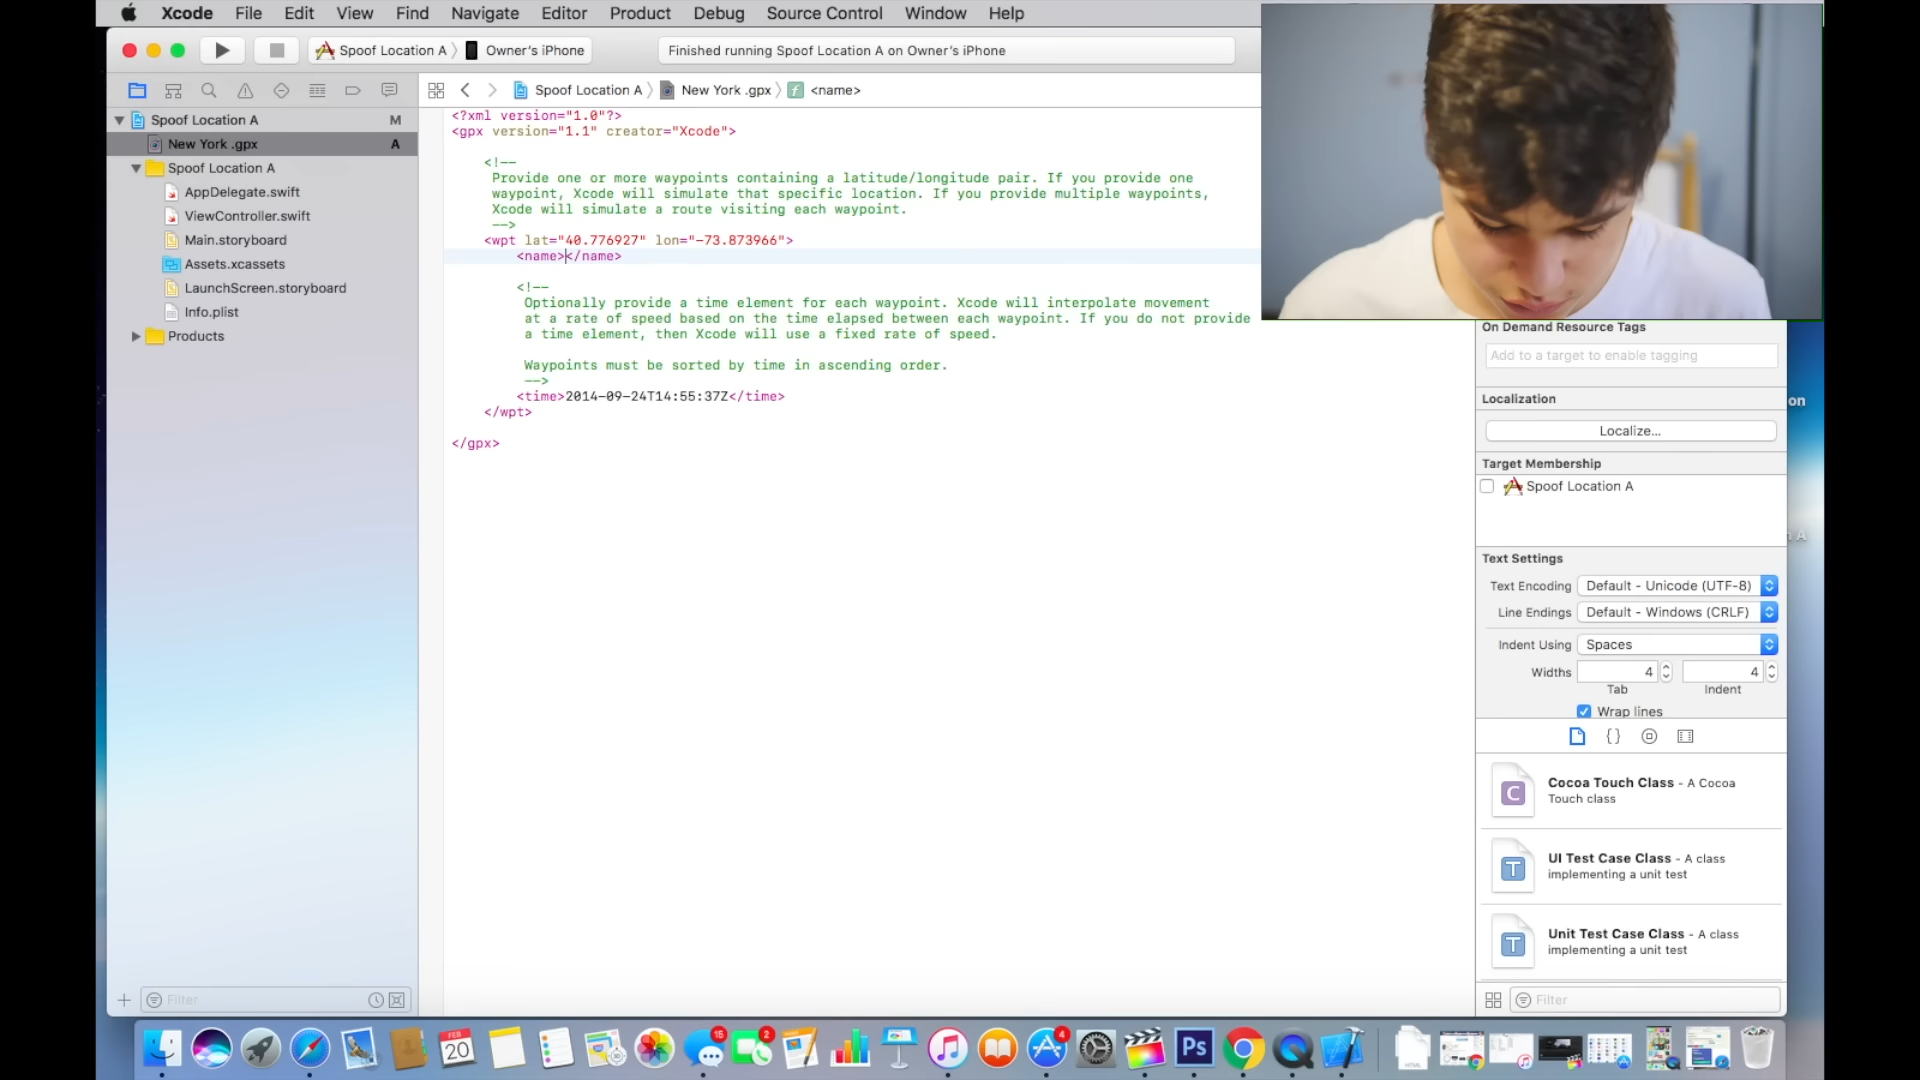 Xcode File Edit View Find Navigate Editor Product Debug Source Control Window Help
Spoof Location A Owner's iPhone
Finished running Spoof Location A on Owner's iPhone
Spoof Location A New York .gpx f <name>
Spoof Location A M
New York .gpx A
Spoof Location A
AppDelegate.swift
ViewController.swift
Main.storyboard
Assets.xcassets
LaunchScreen.storyboard
Info.plist
Products
Filter
<?xml version="1.0"?>
<gpx version="1.1" creator="Xcode">
<!--
Provide one or more waypoints containing a latitude/longitude pair. If you provide one
waypoint, Xcode will simulate that specific location. If you provide multiple waypoints,
Xcode will simulate a route visiting each waypoint.
-->
<wpt lat="40.776927" lon="-73.873966">
<name></name>
<!--
Optionally provide a time element for each waypoint. Xcode will interpolate movement
at a rate of speed based on the time elapsed between each waypoint. If you do not provide
a time element, then Xcode will use a fixed rate of speed.
Waypoints must be sorted by time in ascending order.
-->
<time>2014-09-24T14:55:37Z</time>
</wpt>
</gpx>
On Demand Resource Tags
Add to a target to enable tagging
Localization
Localize...
Target Membership
Spoof Location A
Text Settings
Text Encoding Default - Unicode (UTF-8)
Line Endings Default - Windows (CRLF)
Indent Using Spaces
Widths 4 4
Tab Indent
Wrap lines
{}
C
Cocoa Touch Class - A Cocoa
Touch class
T
UI Test Case Class - A class
implementing a unit test
T
Unit Test Case Class - A class
implementing a unit test
Filter
on
A
FEB
20
15
2
4
Ps
HTML